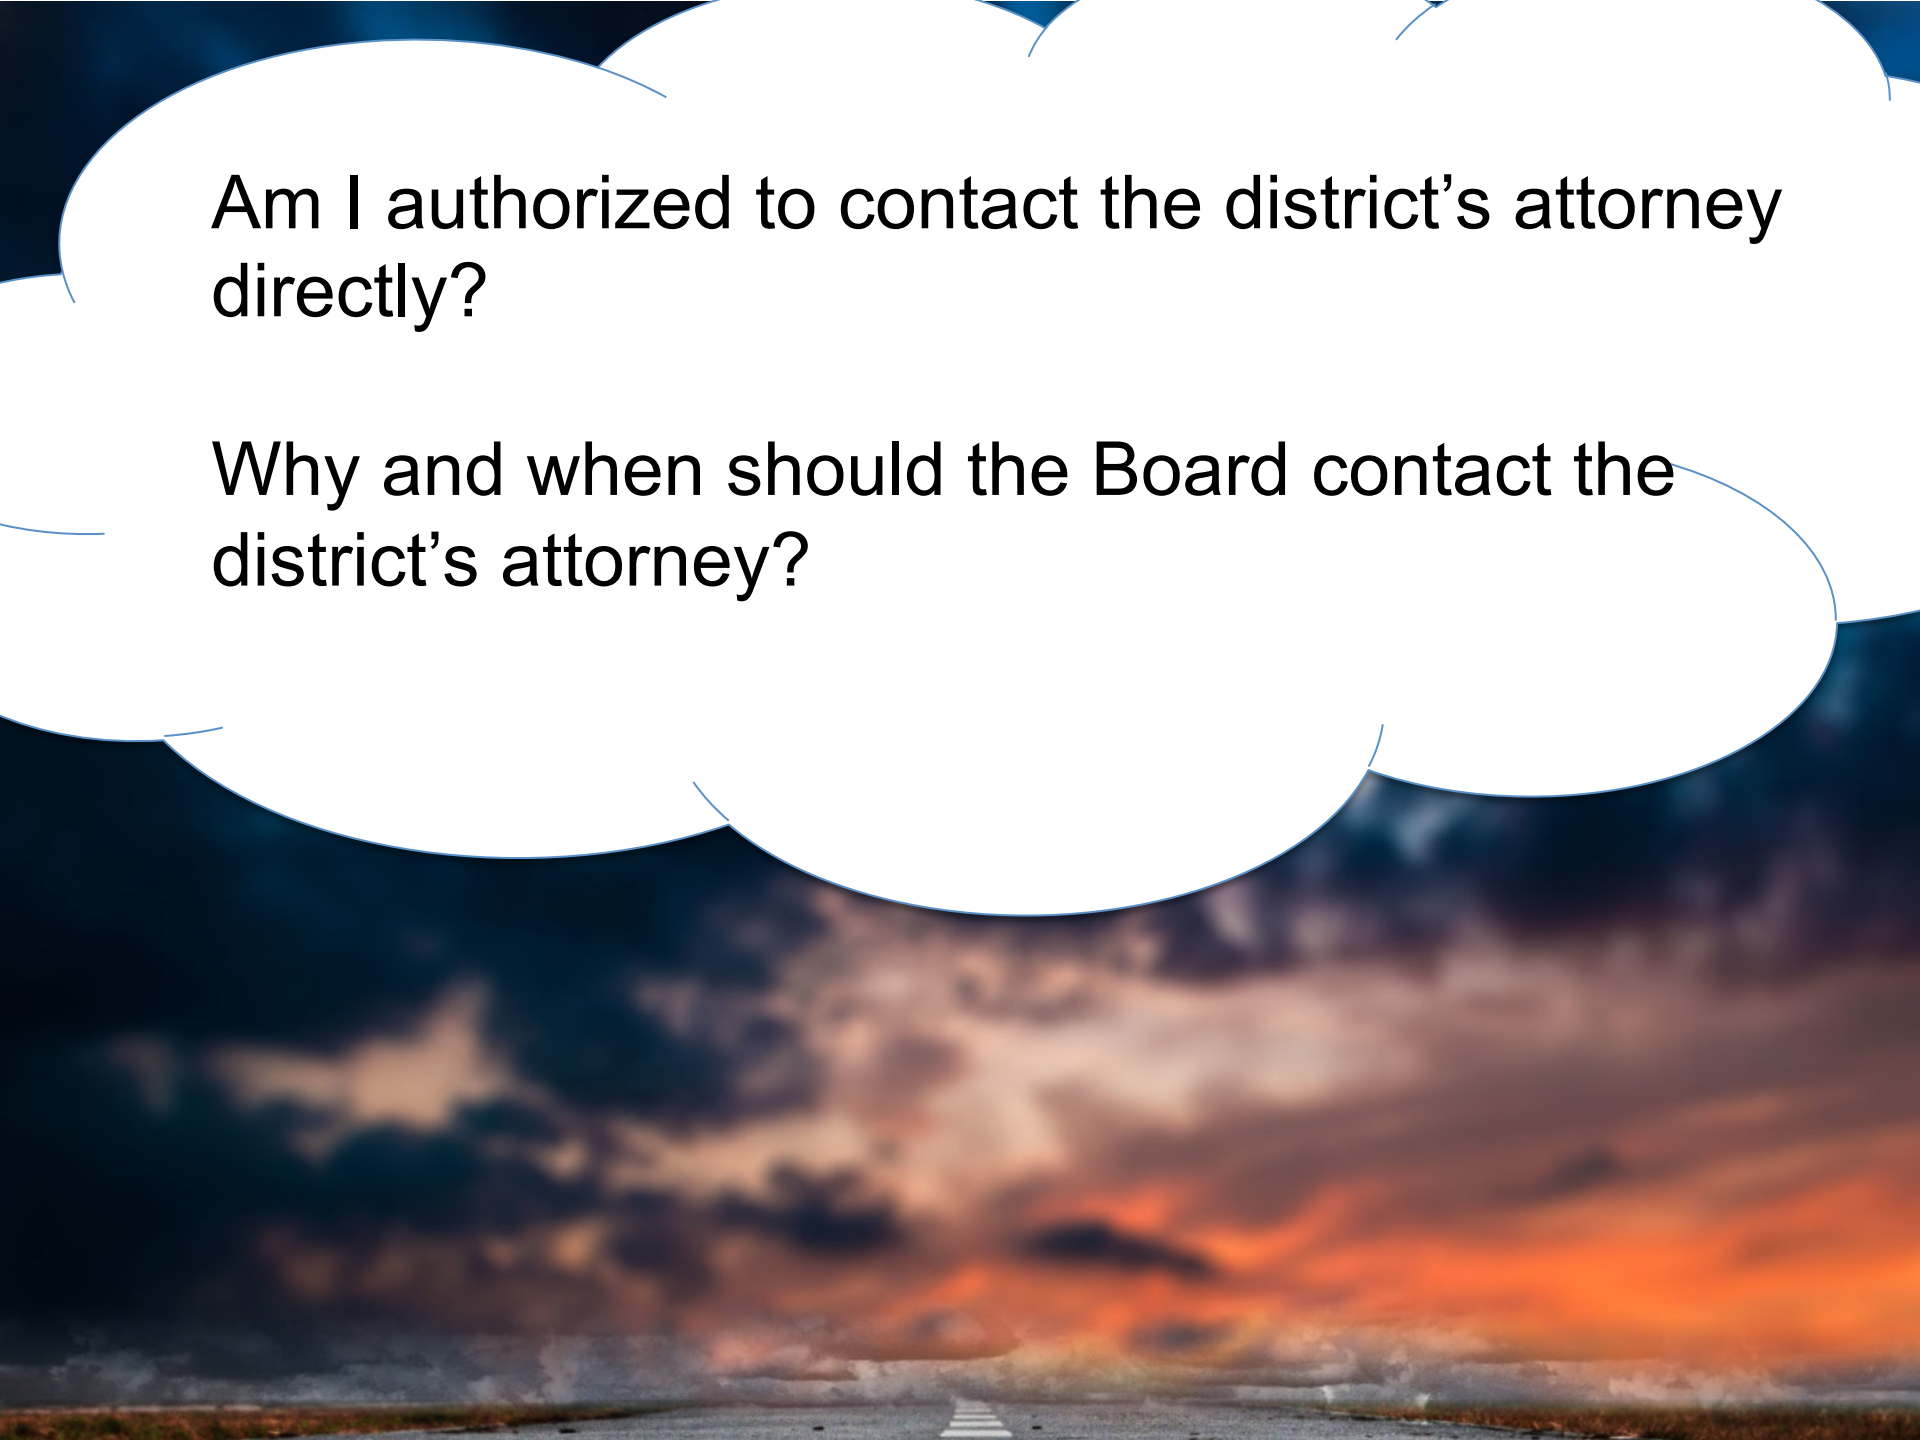 Am I authorized to contact the district’s attorney
directly?
Why and when should the Board contact the
district’s attorney?